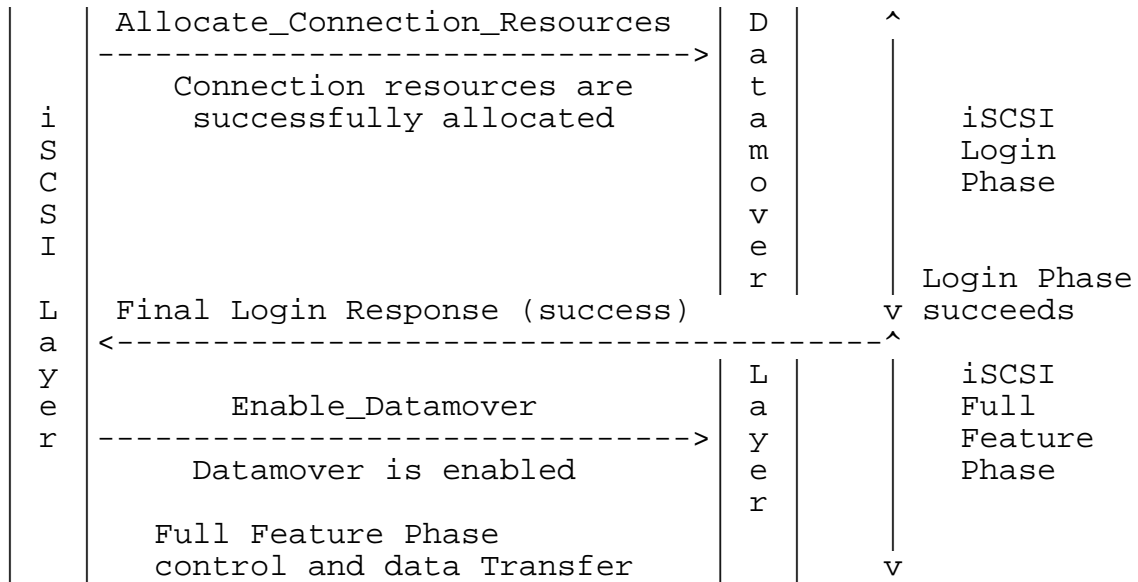 Allocate_Connection_Resources
Connection resources are
successfully allocated
iSCSI Layer
Datamover Layer
iSCSI
Login
Phase
Login Phase
Final Login Response (success)
succeeds
Enable_Datamover
Datamover is enabled
iSCSI
Full
Feature
Phase
Full Feature Phase
control and data Transfer